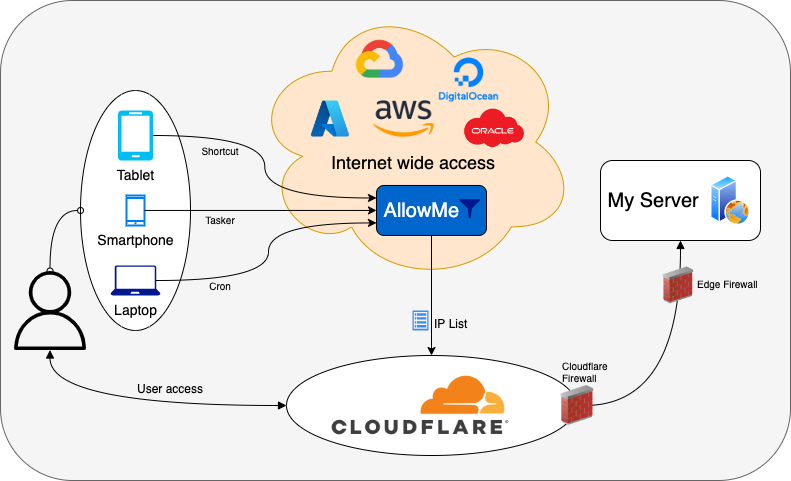 DigitalOcean
aws
ORACLE
Internet wide access
Tablet
Shortcut
My Server
AllowMe
Smartphone
Tasker
Laptop
Cron
Edge Firewall
IP List
Cloudflare
Firewall
User access
CLOUDFLARE